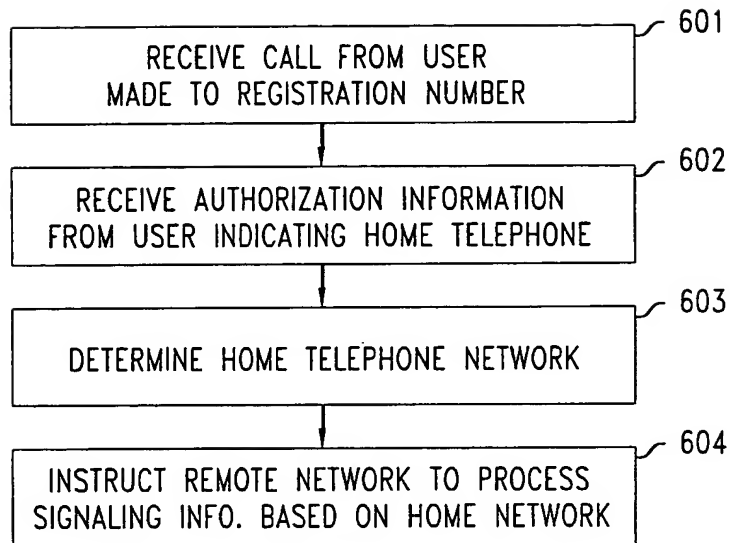 601
RECEIVE CALL FROM USER
MADE TO REGISTRATION NUMBER
602
RECEIVE AUTHORIZATION INFORMATION
FROM USER INDICATING HOME TELEPHONE
603
DETERMINE HOME TELEPHONE NETWORK
604
INSTRUCT REMOTE NETWORK TO PROCESS
SIGNALING INFO. BASED ON HOME NETWORK